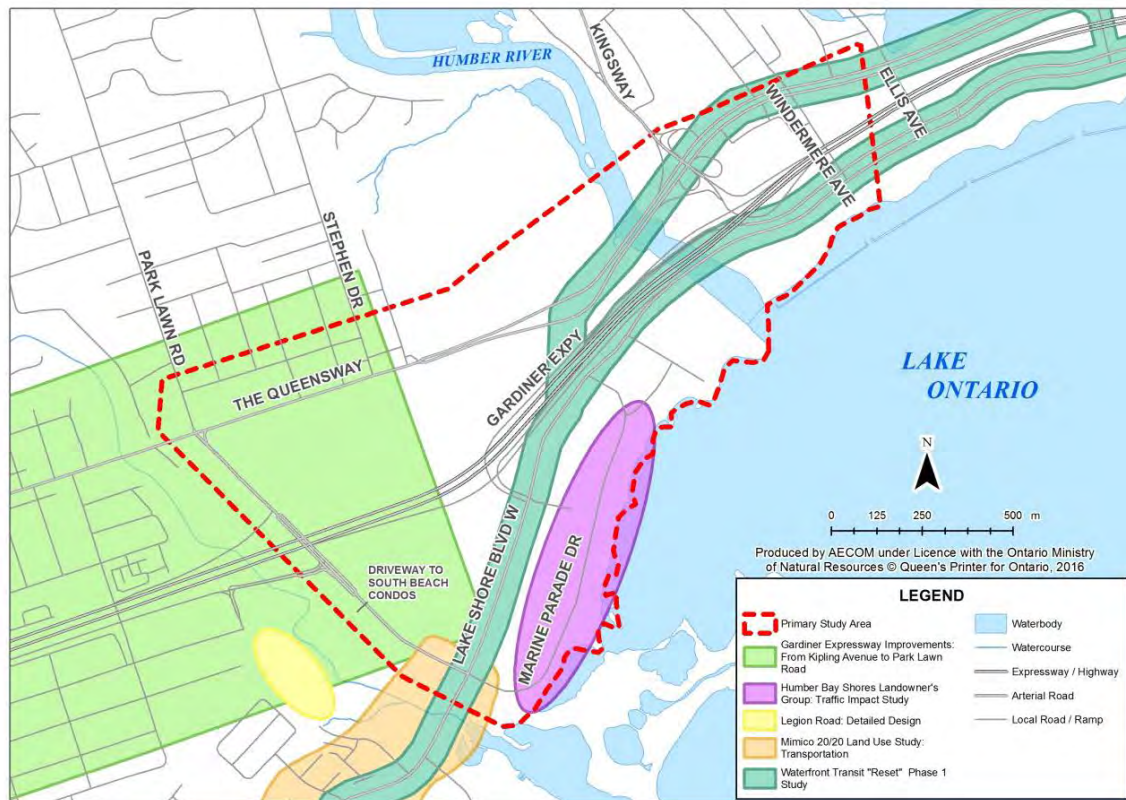 HUMBER RIVER
KINGSWAY
ELLIS AVE
WINDERMERE AVE
STEPHEN DR
PARK LAWN RD
THE QUEENSWAY
GARDINER EXPY
LAKE
ONTARIO
N
0 125 250 500 m
Produced by AECOM under Licence with the Ontario Ministry
of Natural Resources © Queen's Printer for Ontario, 2016
DRIVEWAY TO
SOUTH BEACH
CONDOS
LAKE SHORE BLVD W
MARINE PARADE DR
LEGEND
Primary Study Area
Gardiner Expressway Improvements:
From Kipling Avenue to Park Lawn
Road
Humber Bay Shores Landowner's
Group: Traffic Impact Study
Legion Road: Detailed Design
Mimico 20/20 Land Use Study:
Transportation
Waterfront Transit "Reset" Phase 1
Study
Waterbody
Watercourse
Expressway / Highway
Arterial Road
Local Road / Ramp